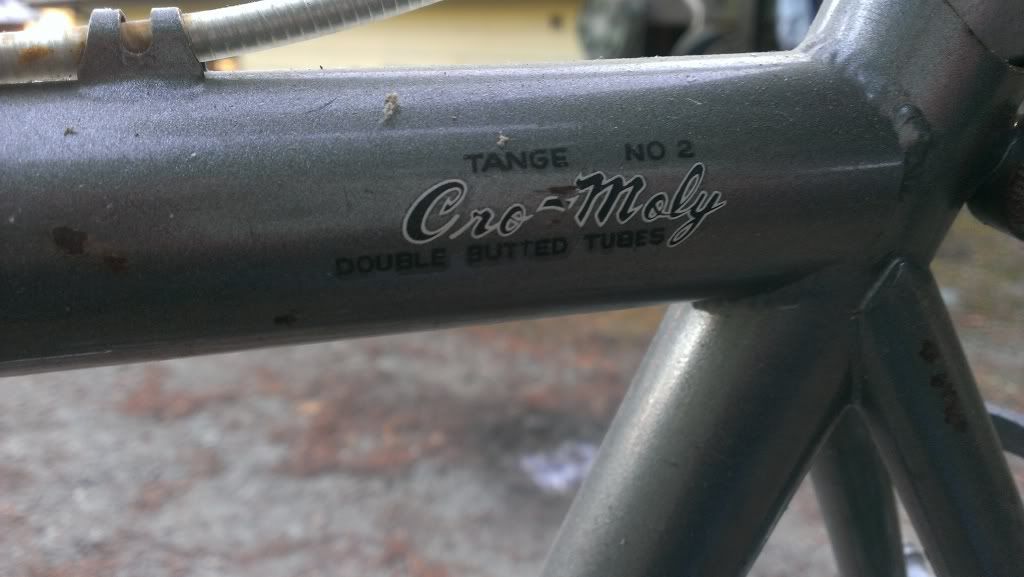 TANGE NO 2
Cro-Moly
DOUBLE BUTTED TUBES